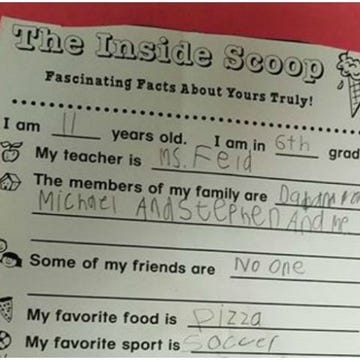 The Inside Scoop
Fascinating Facts About Yours Truly!
I am 11 years old. I am in 6th grad
My teacher is Ms. Feid
The members of my family are
Michael And Stephen And me
Some of my friends are No one
My favorite food is Pizza
My favorite sport is Soccer